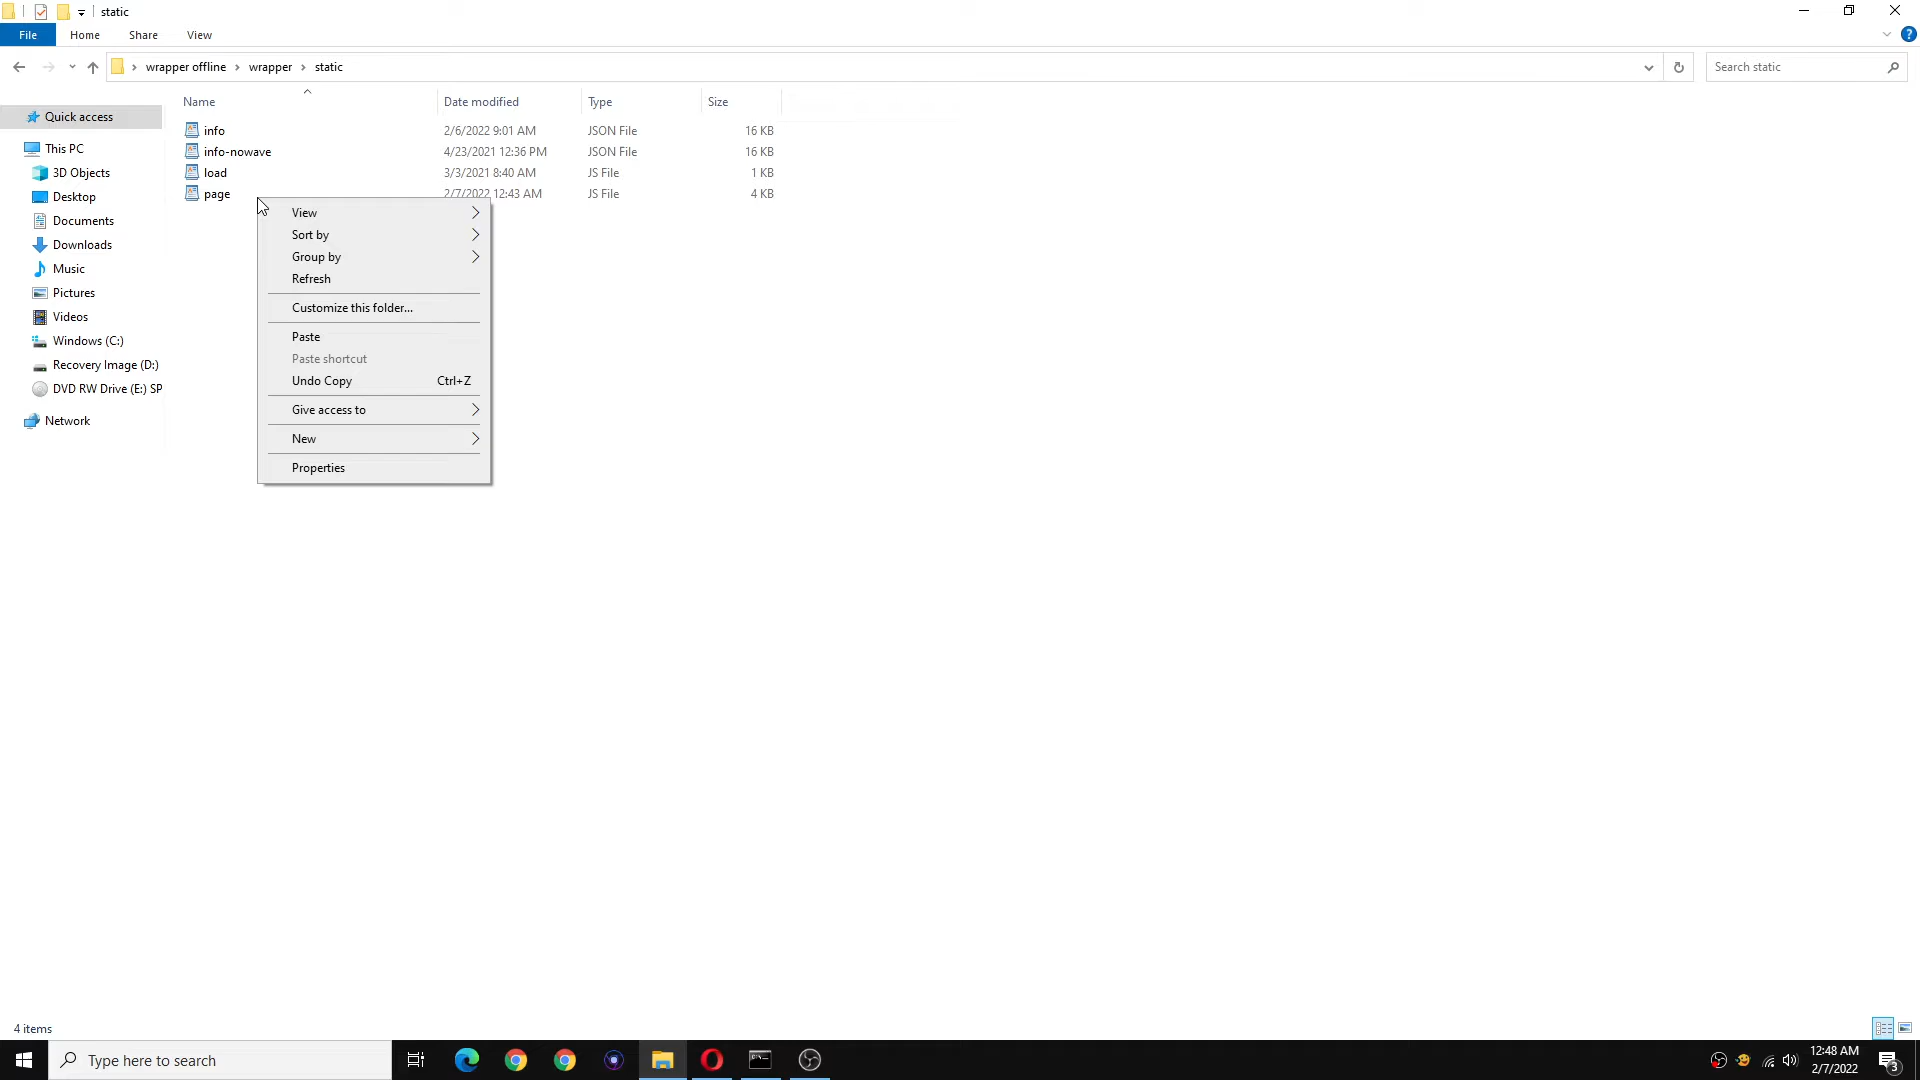 static
File Home Share View
wrapper offline wrapper static
Search static
Name Date modified Type Size
Quick access
This PC
3D Objects
Desktop
Documents
Downloads
Music
Pictures
Videos
Windows (C:)
Recovery Image (D:)
DVD RW Drive (E:) SP
Network
info 2/6/2022 9:01 AM JSON File 16 KB
info-nowave 4/23/2021 12:36 PM JSON File 16 KB
load 3/3/2021 8:40 AM JS File 1 KB
page 2/7/2022 12:43 AM JS File 4 KB
View
Sort by
Group by
Refresh
Customize this folder...
Paste
Paste shortcut
Undo Copy Ctrl+Z
Give access to
New
Properties
4 items
Type here to search
12:48 AM
2/7/2022
3